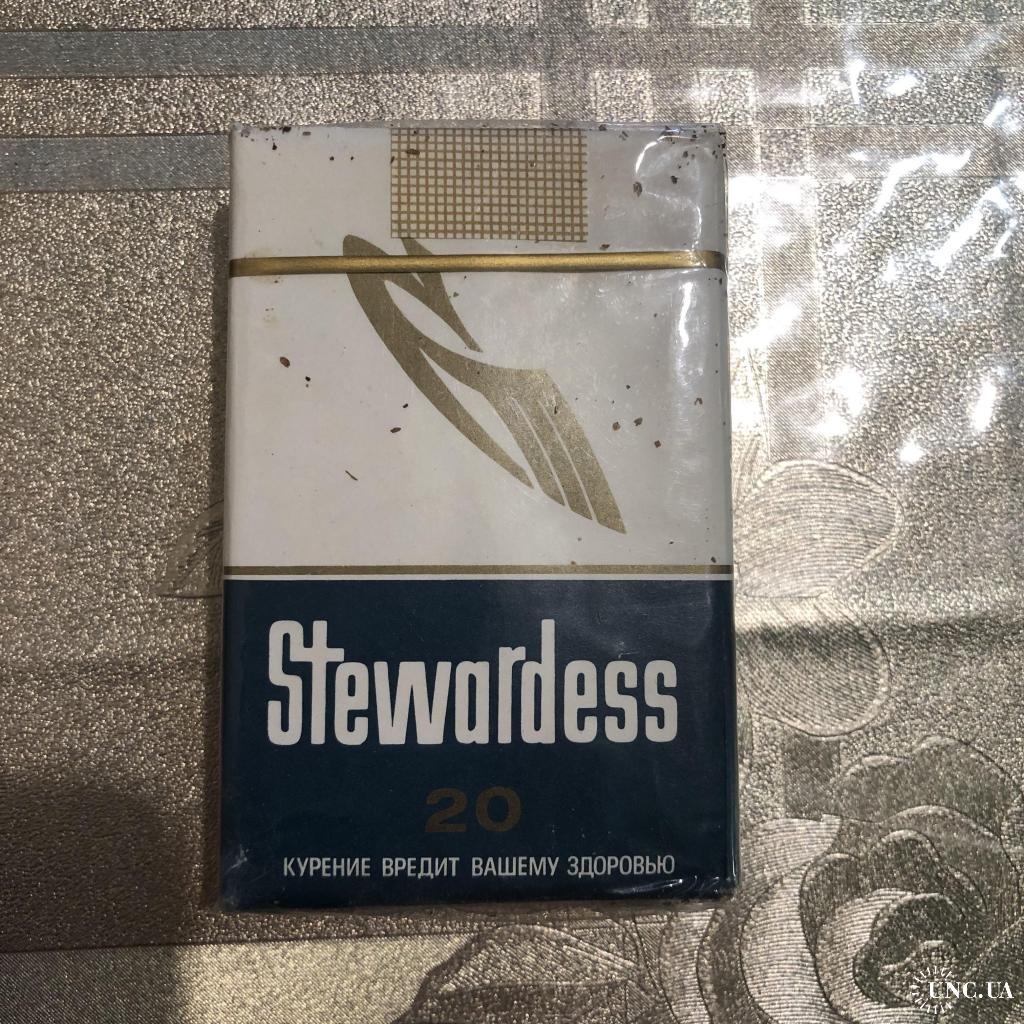 Stewardess
20
КУРЕНИЕ ВРЕДИТ ВАШЕМУ ЗДОРОВЬЮ
UNC.UA